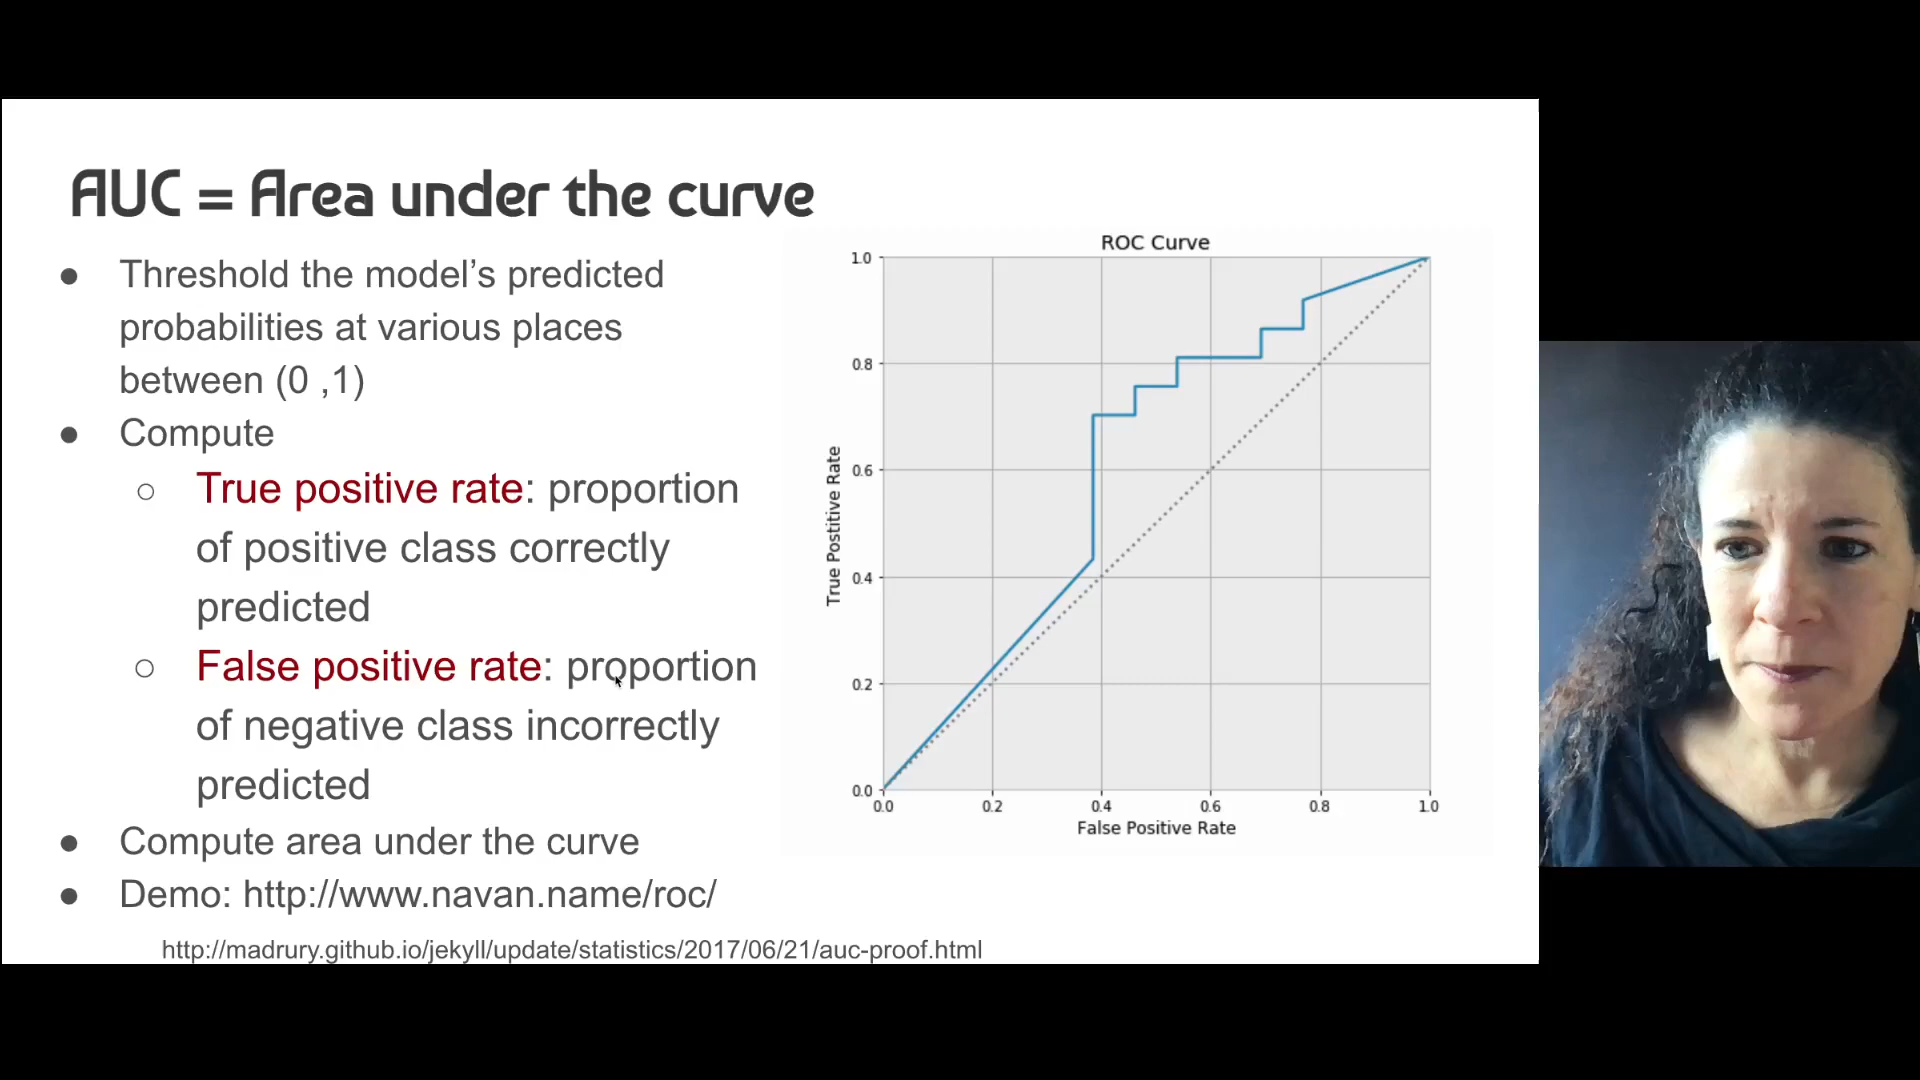 AUC = Area under the curve
● Threshold the model’s predicted
probabilities at various places
between (0 ,1)
● Compute
○ True positive rate: proportion
of positive class correctly
predicted
○ False positive rate: proportion
of negative class incorrectly
predicted
● Compute area under the curve
● Demo: http://www.navan.name/roc/
http://madrury.github.io/jekyll/update/statistics/2017/06/21/auc-proof.html
ROC Curve
1.0
0.8
0.6
0.4
0.2
0.0
True Postitive Rate
0.0 0.2 0.4 0.6 0.8 1.0
False Positive Rate